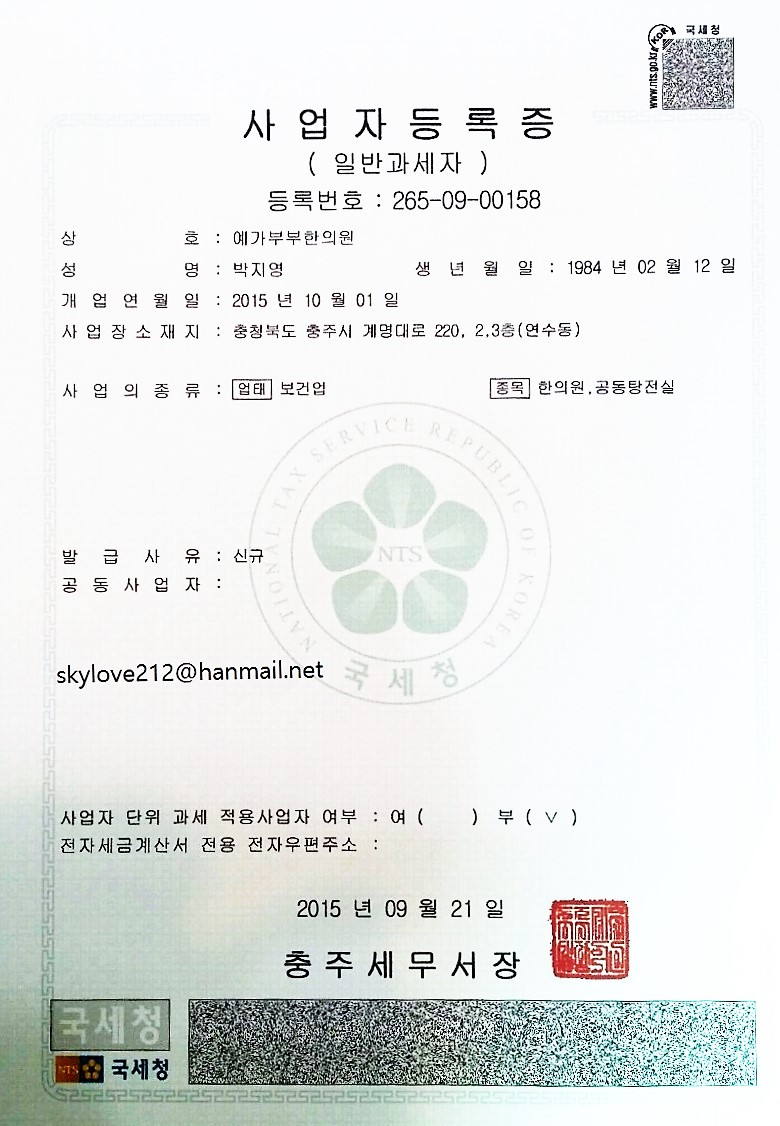 국세청
KOR
www.nts.go.kr
사업자등록증
( 일반과세자 )
등록번호 : 265-09-00158
상 호 : 예가부부한의원
성 명 : 박지영 생 년 월 일 : 1984 년 02 월 12 일
개 업 연 월 일 : 2015 년 10 월 01 일
사 업 장 소 재 지 : 충청북도 충주시 계명대로 220, 2,3층(연수동)
사 업 의 종 류 : 업태 보건업 종목 한의원,공동탕전실
NATIONAL TAX SERVICE REPUBLIC OF KOREA
NTS
발 급 사 유 : 신규
공 동 사 업 자 :
skylove212@hanmail.net
국세청
사업자 단위 과세 적용사업자 여부 : 여 ( ) 부 ( ∨ )
전자세금계산서 전용 전자우편주소 :
2015 년 09 월 21 일
충주세무서장
국세청
NTS 국세청